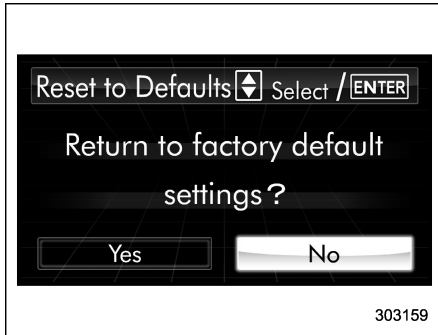 Reset to Defaults Select / ENTER
Return to factory default
settings?
Yes No
303159